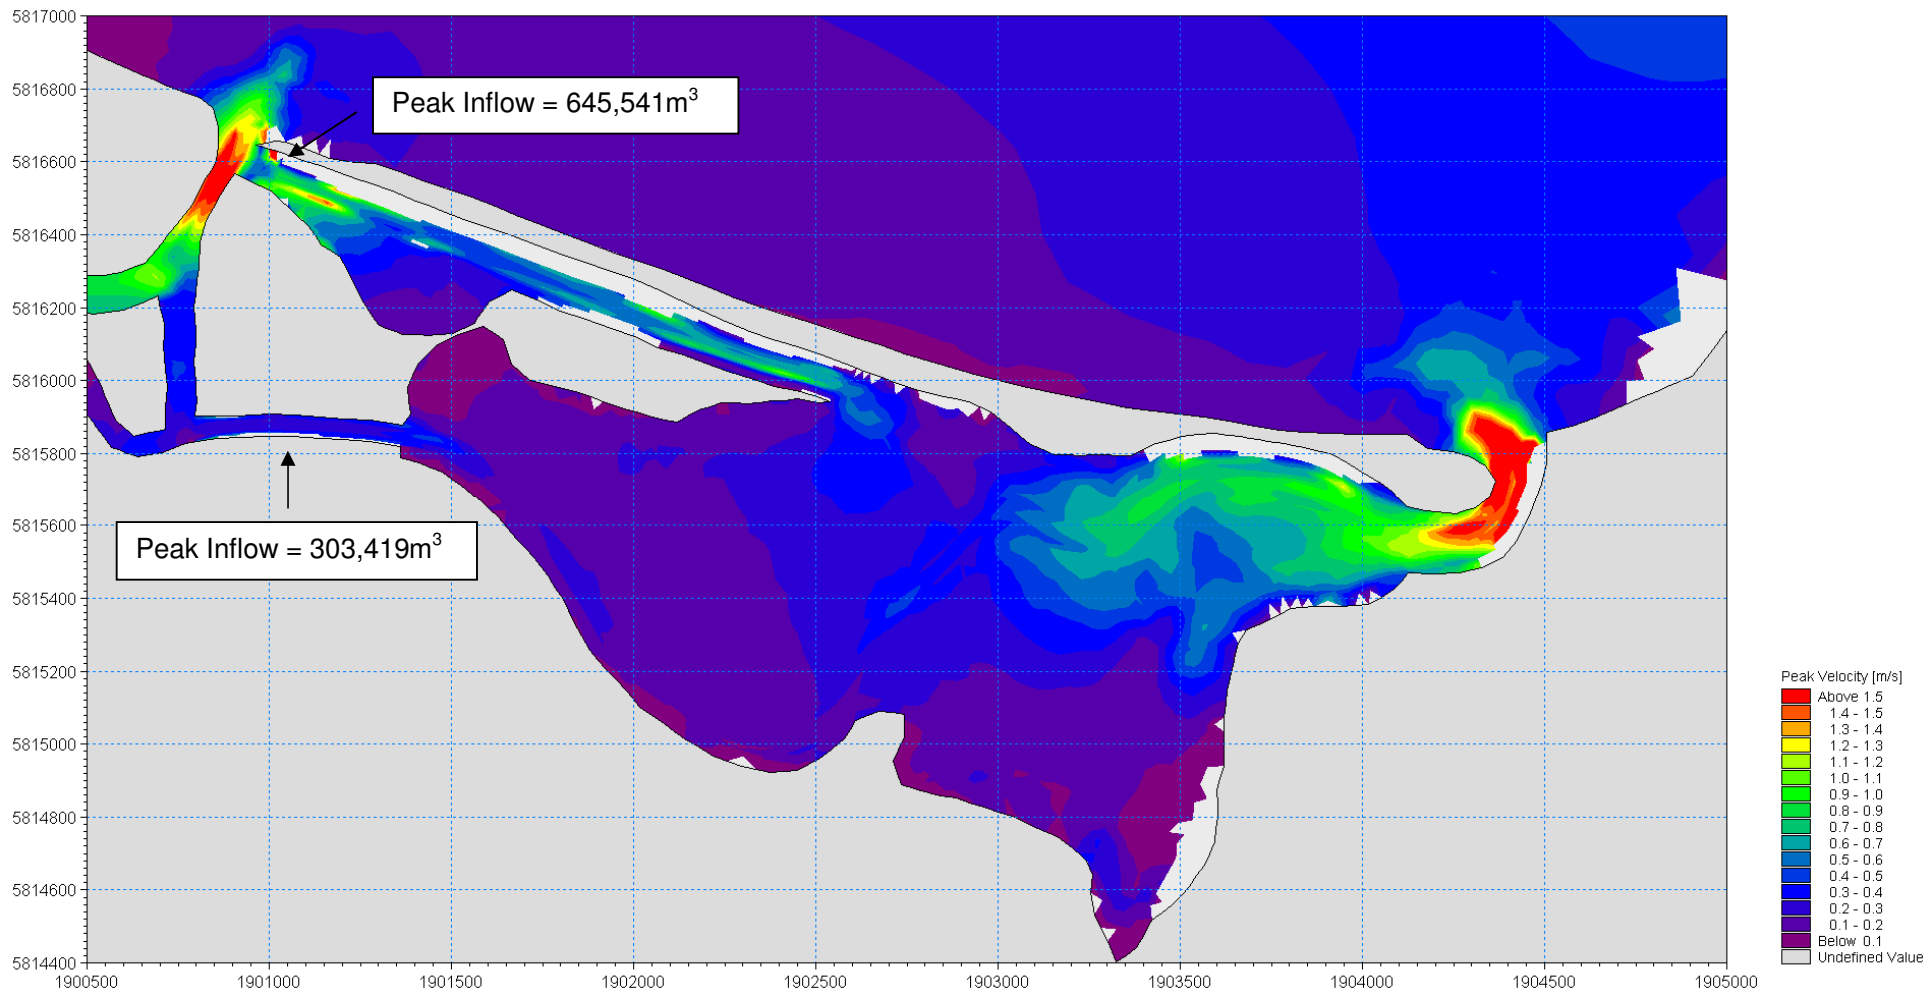 5817000
5816800
5816600
5816400
5816200
5816000
5815800
5815600
5815400
5815200
5815000
5814800
5814600
5814400
Peak Inflow = 645,541m³
Peak Inflow = 303,419m³
1900500 1901000 1901500 1902000 1902500 1903000 1903500 1904000 1904500 1905000
Peak Velocity [m/s]
Above 1.5
1.4 - 1.5
1.3 - 1.4
1.2 - 1.3
1.1 - 1.2
1.0 - 1.1
0.9 - 1.0
0.8 - 0.9
0.7 - 0.8
0.6 - 0.7
0.5 - 0.6
0.4 - 0.5
0.3 - 0.4
0.2 - 0.3
0.1 - 0.2
Below 0.1
Undefined Value